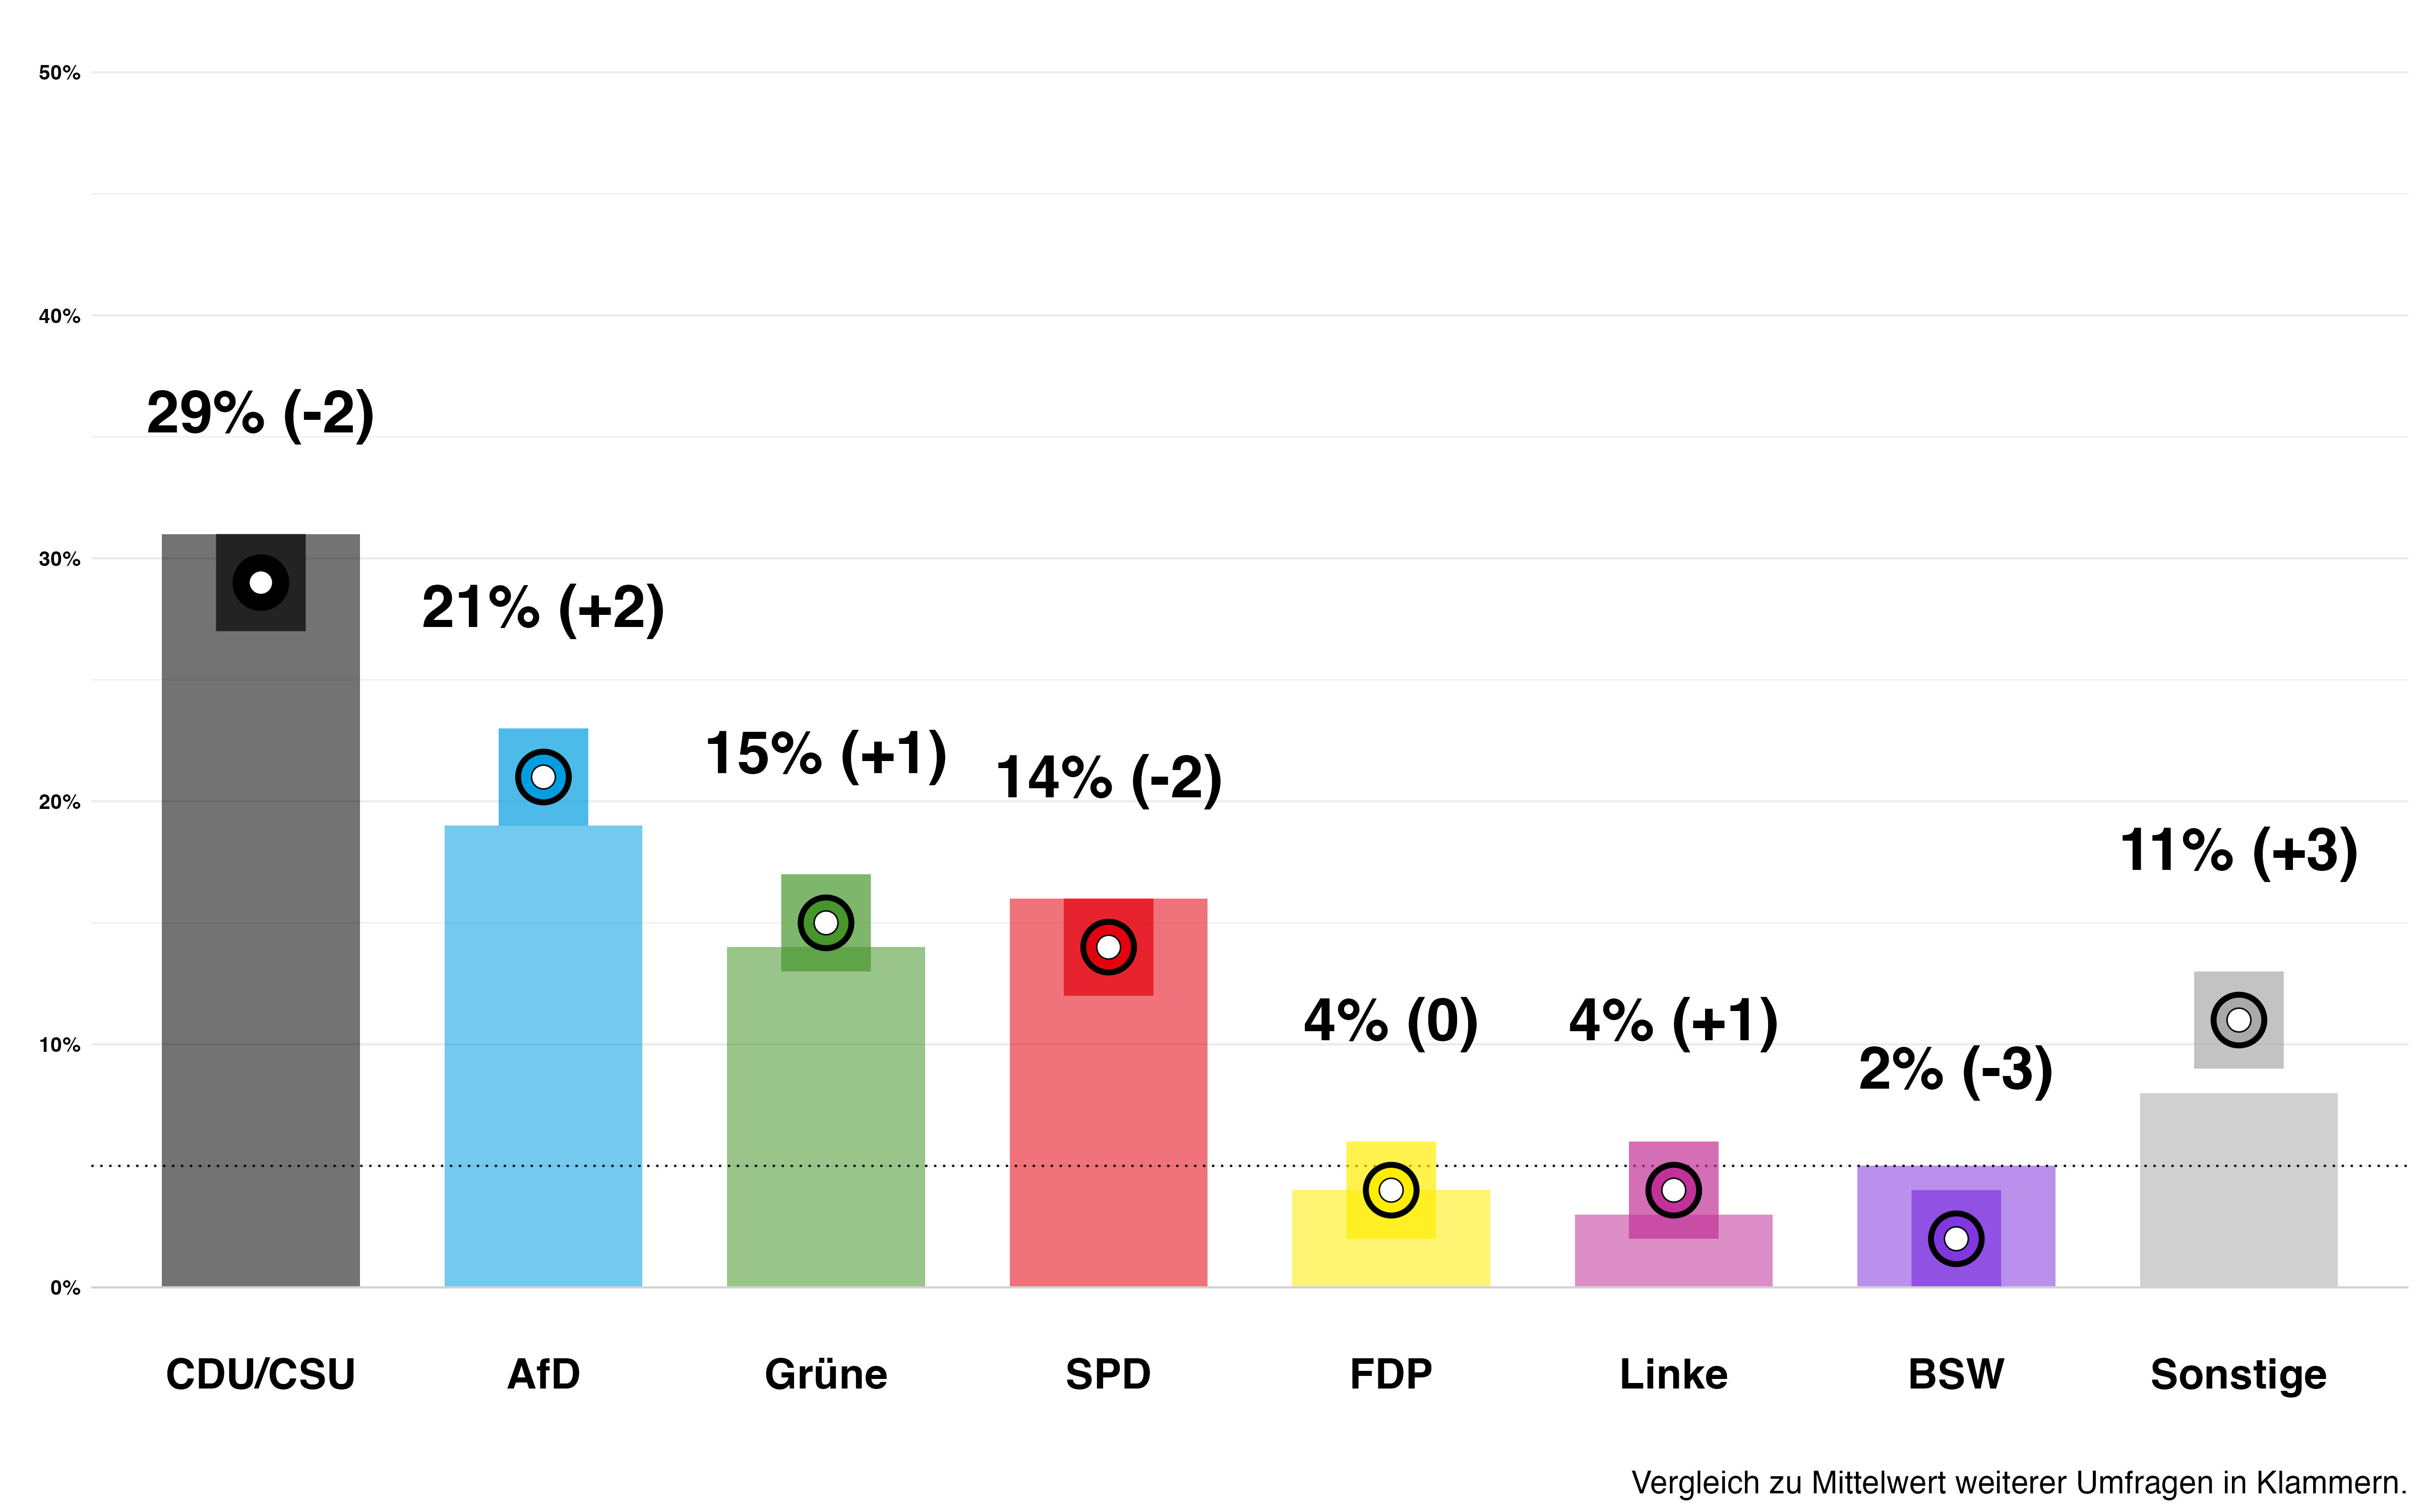 50%
40%
30%
20%
10%
0%
29% (-2)
21% (+2)
15% (+1)
14% (-2)
4% (0)
4% (+1)
2% (-3)
11% (+3)
CDU/CSU
AfD
Grüne
SPD
FDP
Linke
BSW
Sonstige
Vergleich zu Mittelwert weiterer Umfragen in Klammern.